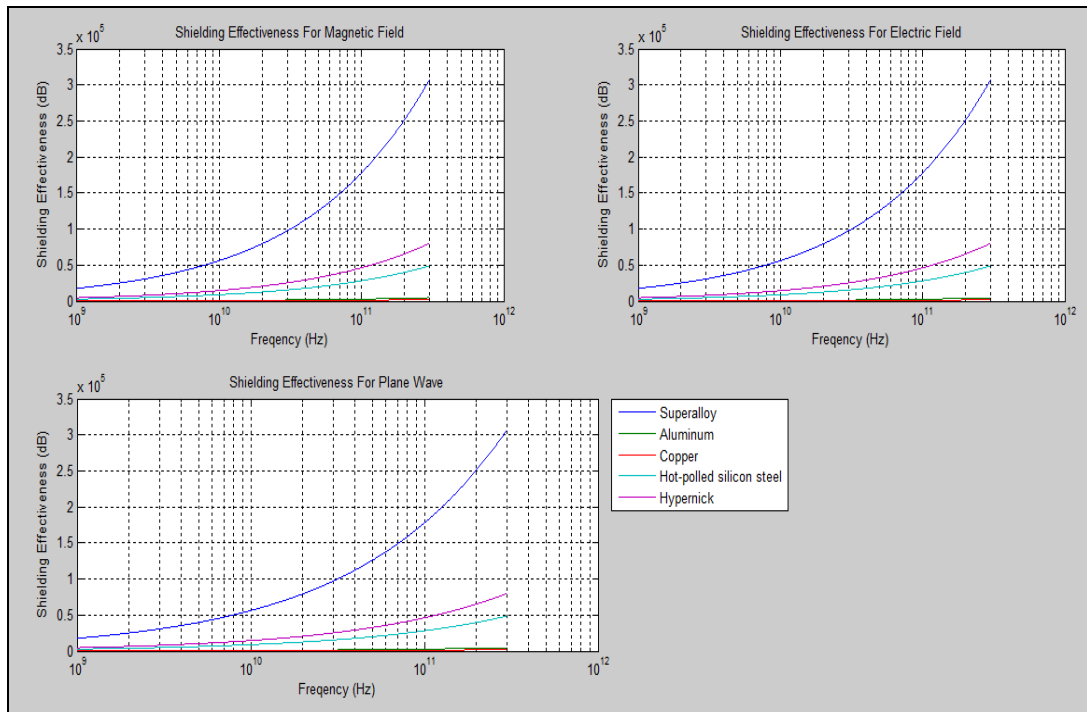 Shielding Effectiveness For Magnetic Field
x 10^5
3.5
3
2.5
2
1.5
1
0.5
0
Shielding Effectiveness (dB)
10^9
10^10
10^11
10^12
Freqency (Hz)
Shielding Effectiveness For Electric Field
x 10^5
3.5
3
2.5
2
1.5
1
0.5
0
Shielding Effectiveness (dB)
10^9
10^10
10^11
10^12
Freqency (Hz)
Shielding Effectiveness For Plane Wave
x 10^5
3.5
3
2.5
2
1.5
1
0.5
0
Shielding Effectiveness (dB)
10^9
10^10
10^11
10^12
Freqency (Hz)
Superalloy
Aluminum
Copper
Hot-polled silicon steel
Hypernick